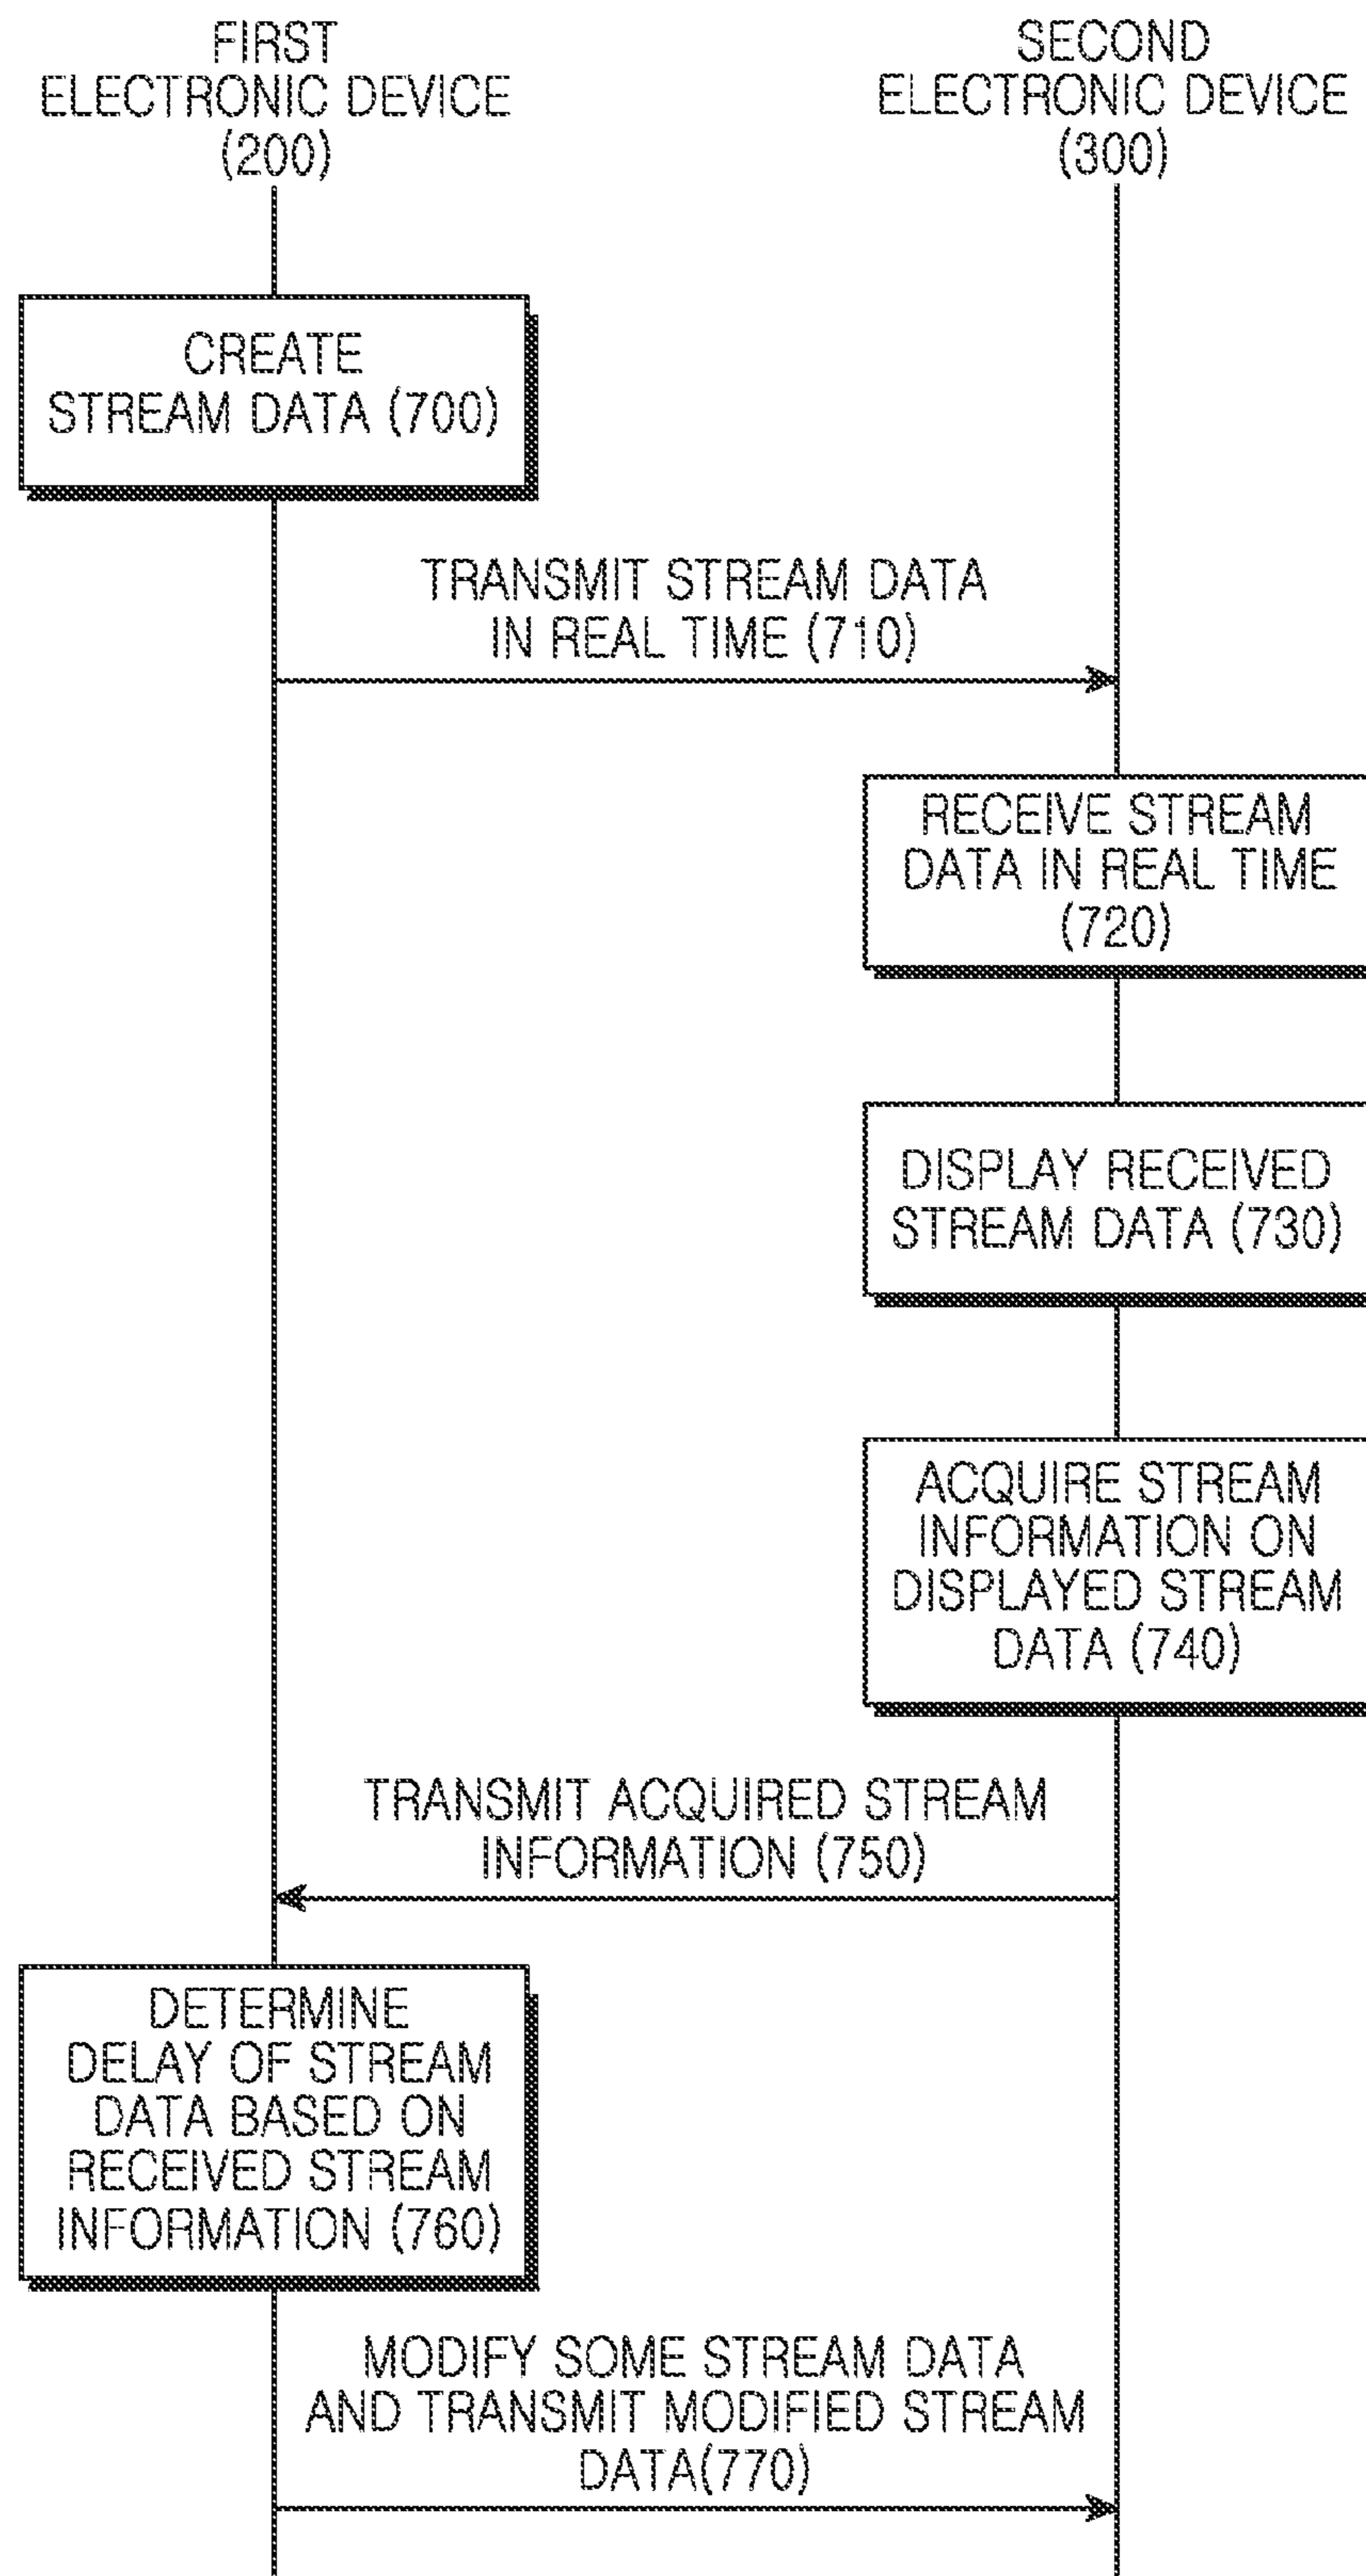 FIRST
ELECTRONIC DEVICE
(200)
SECOND
ELECTRONIC DEVICE
(300)
CREATE
STREAM DATA (700)
TRANSMIT STREAM DATA
IN REAL TIME (710)
RECEIVE STREAM
DATA IN REAL TIME
(720)
DISPLAY RECEIVED
STREAM DATA (730)
ACQUIRE STREAM
INFORMATION ON
DISPLAYED STREAM
DATA (740)
TRANSMIT ACQUIRED STREAM
INFORMATION (750)
DETERMINE
DELAY OF STREAM
DATA BASED ON
RECEIVED STREAM
INFORMATION (760)
MODIFY SOME STREAM DATA
AND TRANSMIT MODIFIED STREAM
DATA(770)